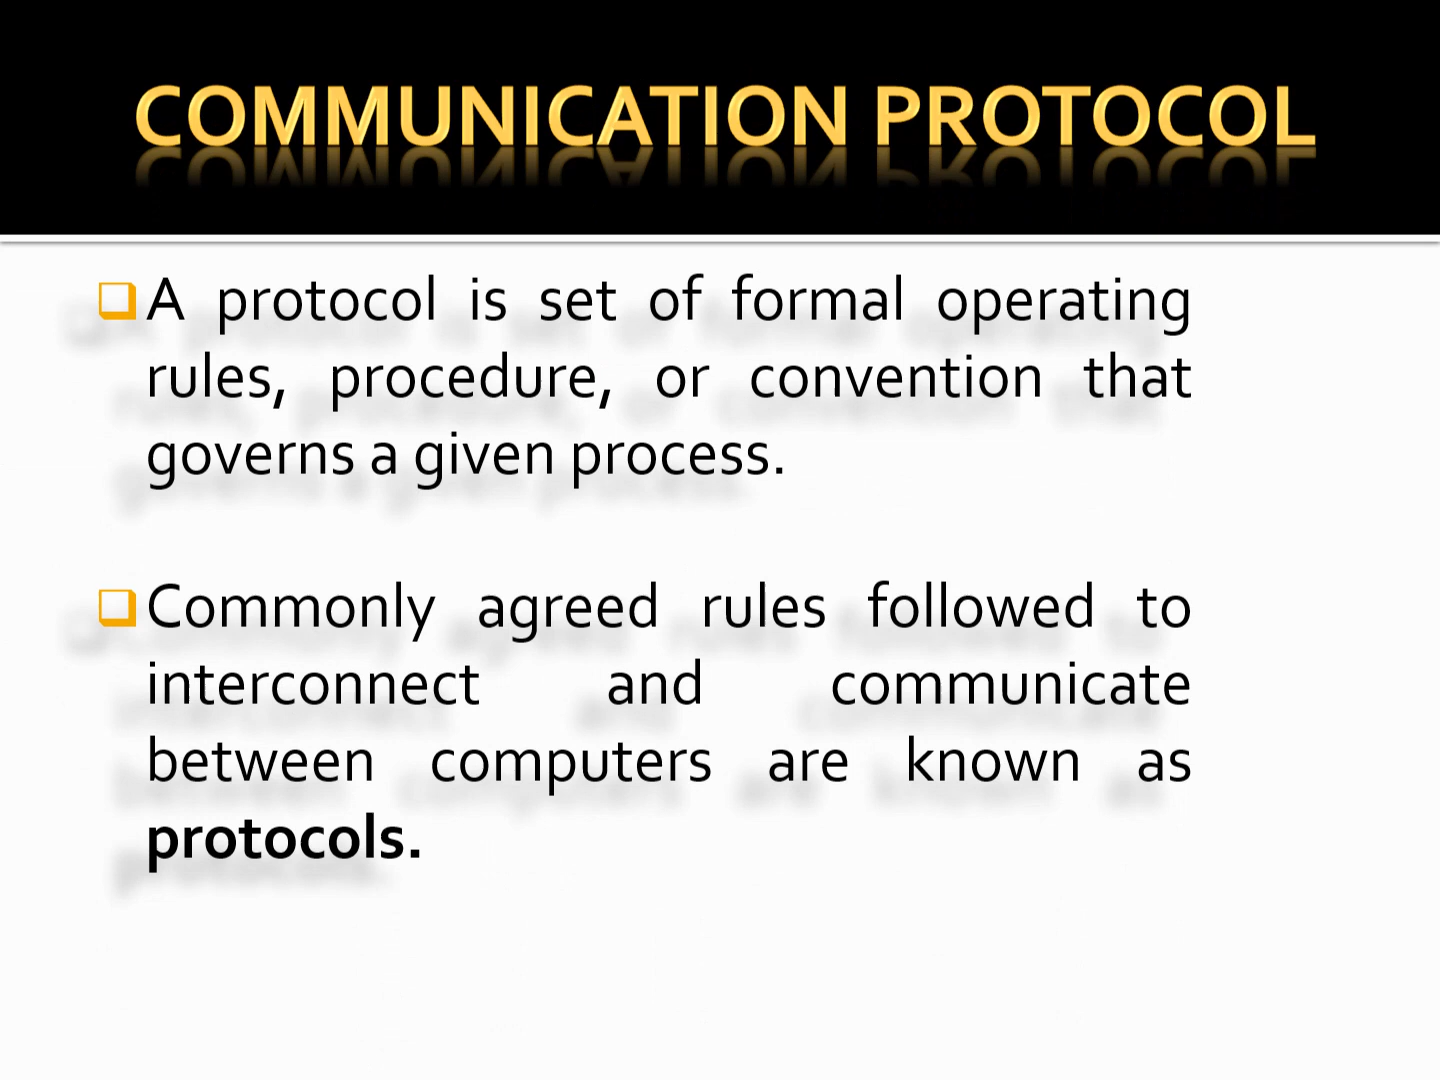 COMMUNICATION PROTOCOL
A protocol is set of formal operating
rules, procedure, or convention that
governs a given process.
Commonly agreed rules followed to
interconnect and communicate
between computers are known as
protocols.